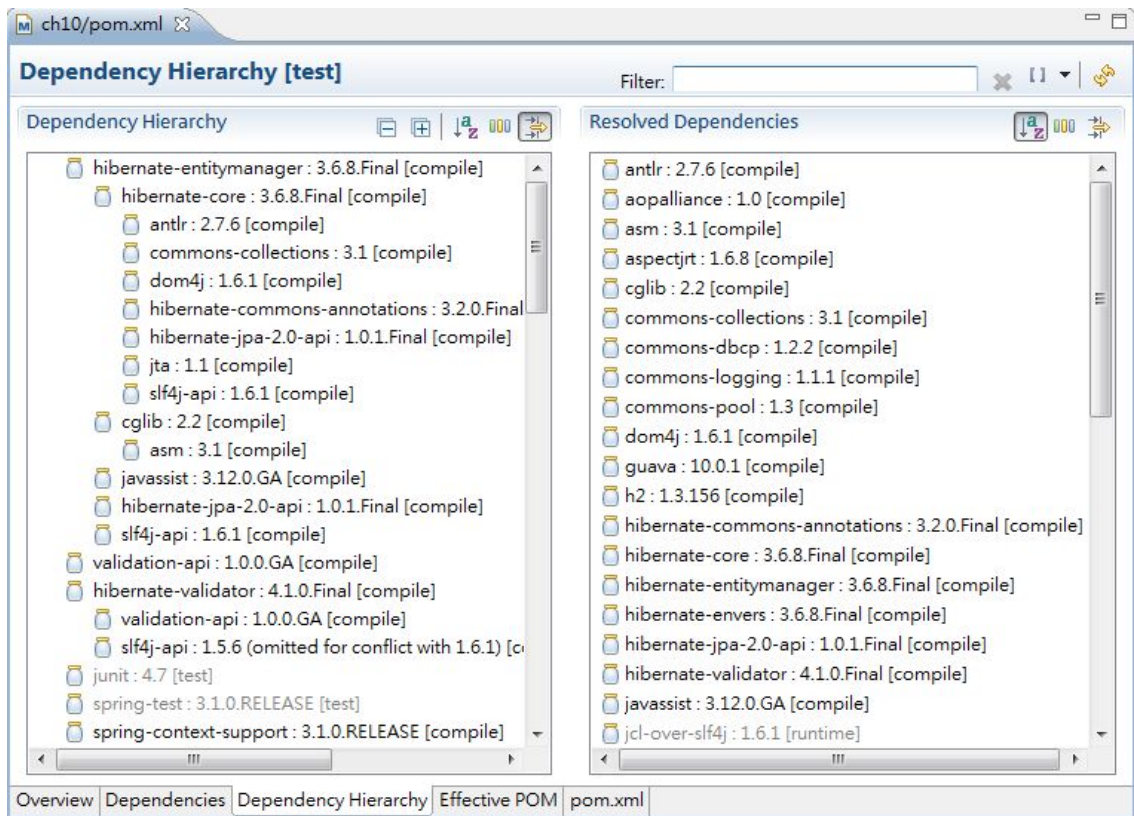 ch10/pom.xml
Dependency Hierarchy [test]
Filter:
Dependency Hierarchy
hibernate-entitymanager : 3.6.8.Final [compile]
hibernate-core : 3.6.8.Final [compile]
antlr : 2.7.6 [compile]
commons-collections : 3.1 [compile]
dom4j : 1.6.1 [compile]
hibernate-commons-annotations : 3.2.0.Final
hibernate-jpa-2.0-api : 1.0.1.Final [compile]
jta : 1.1 [compile]
slf4j-api : 1.6.1 [compile]
cglib : 2.2 [compile]
asm : 3.1 [compile]
javassist : 3.12.0.GA [compile]
hibernate-jpa-2.0-api : 1.0.1.Final [compile]
slf4j-api : 1.6.1 [compile]
validation-api : 1.0.0.GA [compile]
hibernate-validator : 4.1.0.Final [compile]
validation-api : 1.0.0.GA [compile]
slf4j-api : 1.5.6 (omitted for conflict with 1.6.1) [c
junit : 4.7 [test]
spring-test : 3.1.0.RELEASE [test]
spring-context-support : 3.1.0.RELEASE [compile]
Resolved Dependencies
antlr : 2.7.6 [compile]
aopalliance : 1.0 [compile]
asm : 3.1 [compile]
aspectjrt : 1.6.8 [compile]
cglib : 2.2 [compile]
commons-collections : 3.1 [compile]
commons-dbcp : 1.2.2 [compile]
commons-logging : 1.1.1 [compile]
commons-pool : 1.3 [compile]
dom4j : 1.6.1 [compile]
guava : 10.0.1 [compile]
h2 : 1.3.156 [compile]
hibernate-commons-annotations : 3.2.0.Final [compile]
hibernate-core : 3.6.8.Final [compile]
hibernate-entitymanager : 3.6.8.Final [compile]
hibernate-envers : 3.6.8.Final [compile]
hibernate-jpa-2.0-api : 1.0.1.Final [compile]
hibernate-validator : 4.1.0.Final [compile]
javassist : 3.12.0.GA [compile]
jcl-over-slf4j : 1.6.1 [runtime]
Overview Dependencies Dependency Hierarchy Effective POM pom.xml